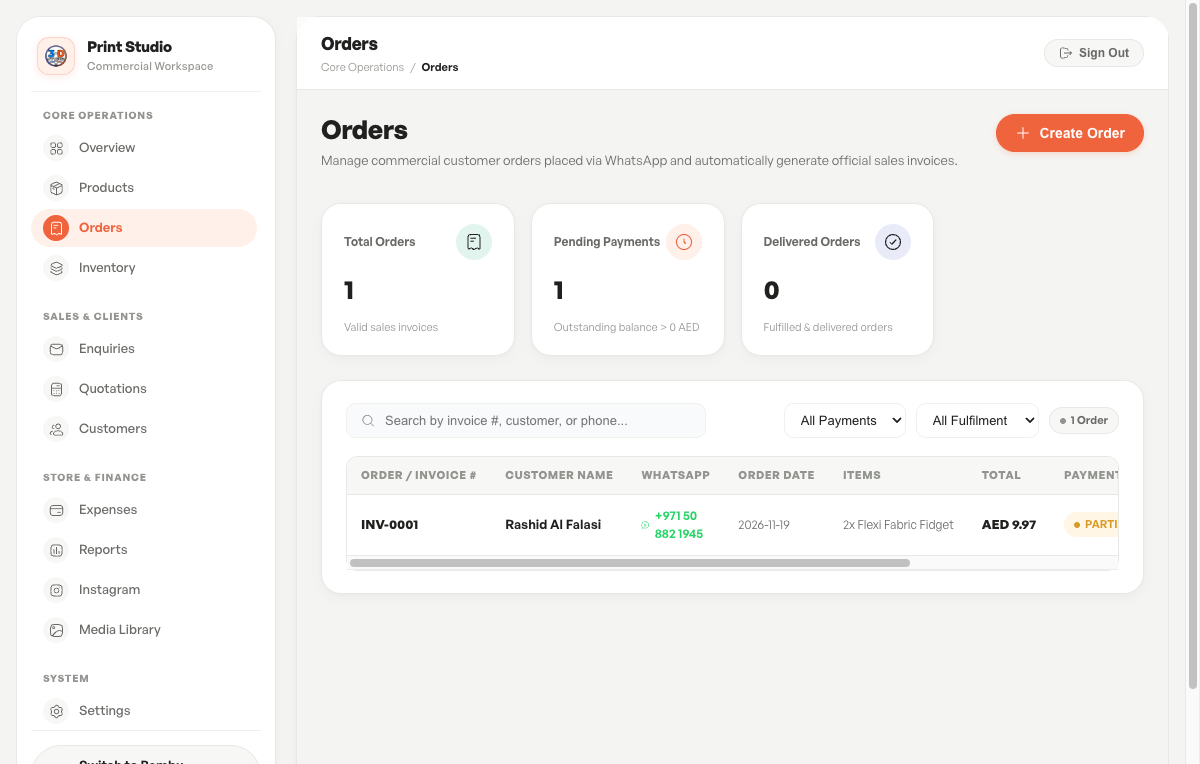 Print Studio
Commercial Workspace
CORE OPERATIONS
Overview
Products
Orders
Inventory
SALES & CLIENTS
Enquiries
Quotations
Customers
STORE & FINANCE
Expenses
Reports
Instagram
Media Library
SYSTEM
Settings
Orders
Core Operations / Orders
Sign Out
Orders
Create Order
Manage commercial customer orders placed via WhatsApp and automatically generate official sales invoices.
Total Orders
1
Valid sales invoices
Pending Payments
1
Outstanding balance > 0 AED
Delivered Orders
0
Fulfilled & delivered orders
Search by invoice #, customer, or phone...
All Payments
All Fulfilment
1 Order
ORDER / INVOICE # CUSTOMER NAME WHATSAPP ORDER DATE ITEMS TOTAL PAYMENT
INV-0001 Rashid Al Falasi +971 50 882 1945 2026-11-19 2x Flexi Fabric Fidget AED 9.97 PARTI